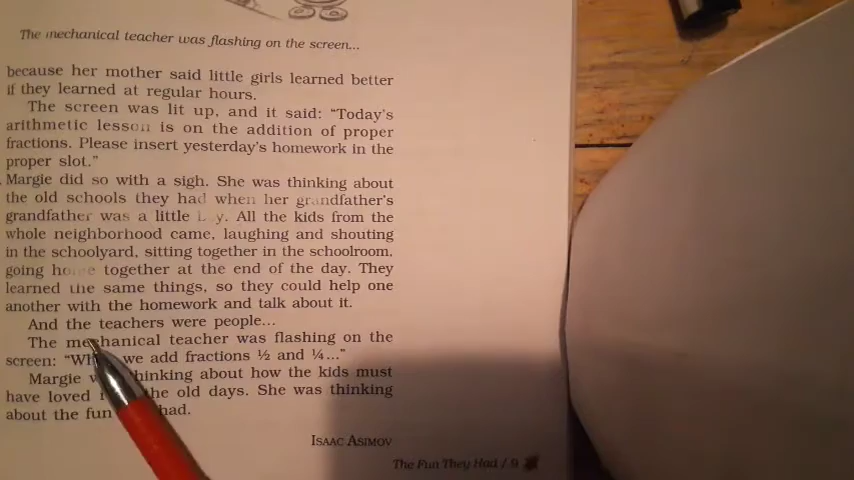 The mechanical teacher was flashing on the screen...
because her mother said little girls learned better
if they learned at regular hours.
The screen was lit up, and it said: “Today's
arithmetic lesson is on the addition of proper
fractions. Please insert yesterday's homework in the
proper slot.”
Margie did so with a sigh. She was thinking about
the old schools they had when her grandfather's
grandfather was a little All the kids from the
whole neighborhood came, laughing and shouting
in the schoolyard, sitting together in the schoolroom,
going together at the end of the day. They
learned the same things, so they could help one
another with the homework and talk about it.
And the teachers were people...
The mechanical teacher was flashing on the
screen: we add fractions ½ and ¼...”
Margie thinking about how the kids must
have loved the old days. She was thinking
about the fun had.
ISAAC ASIMOV
The Fun They Had / 9